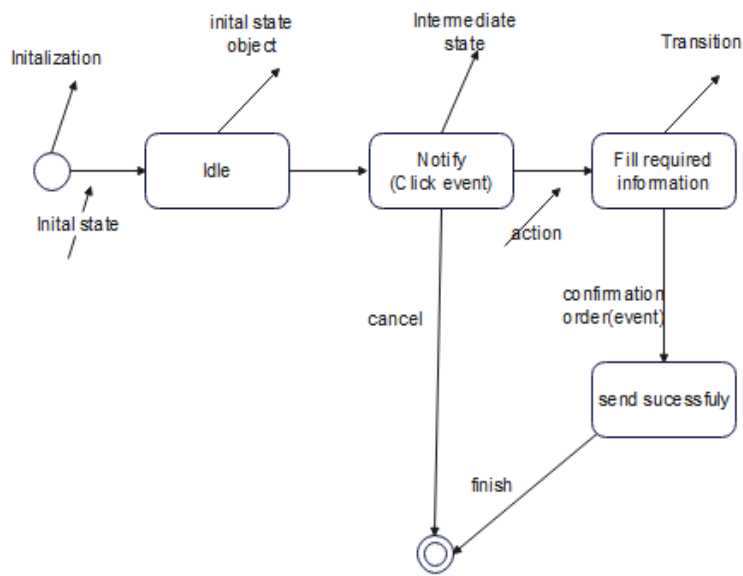 Initalization
inital state
object
Intermediate
state
Transition
Idle
Notify
(Click event)
Fill required
information
Inital state
action
cancel
confirmation
order(event)
send sucessfuly
finish